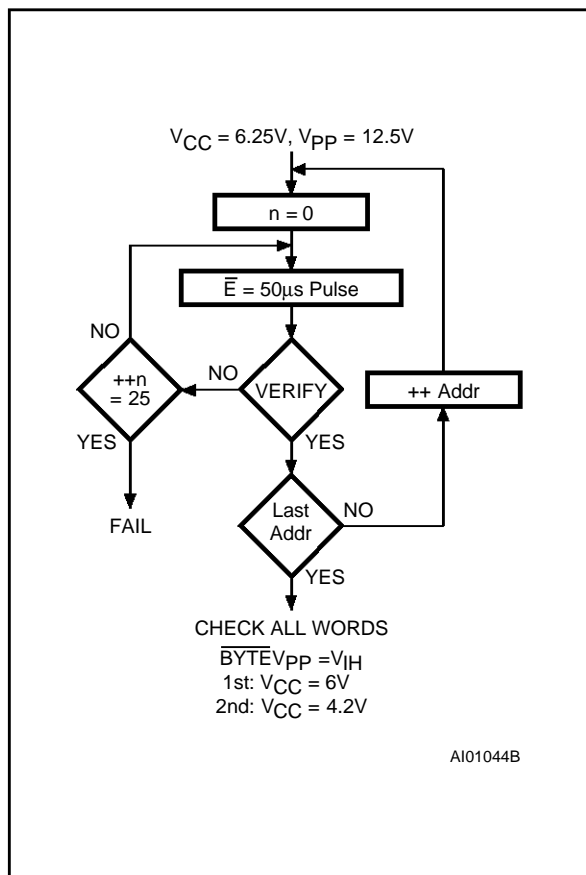 VCC = 6.25V, VPP = 12.5V
n = 0
E̅ = 50μs Pulse
NO
++n
= 25
NO
VERIFY
++ Addr
YES
YES
FAIL
Last
Addr
NO
YES
CHECK ALL WORDS
B̅Y̅T̅E̅VPP =VIH
1st: VCC = 6V
2nd: VCC = 4.2V
AI01044B